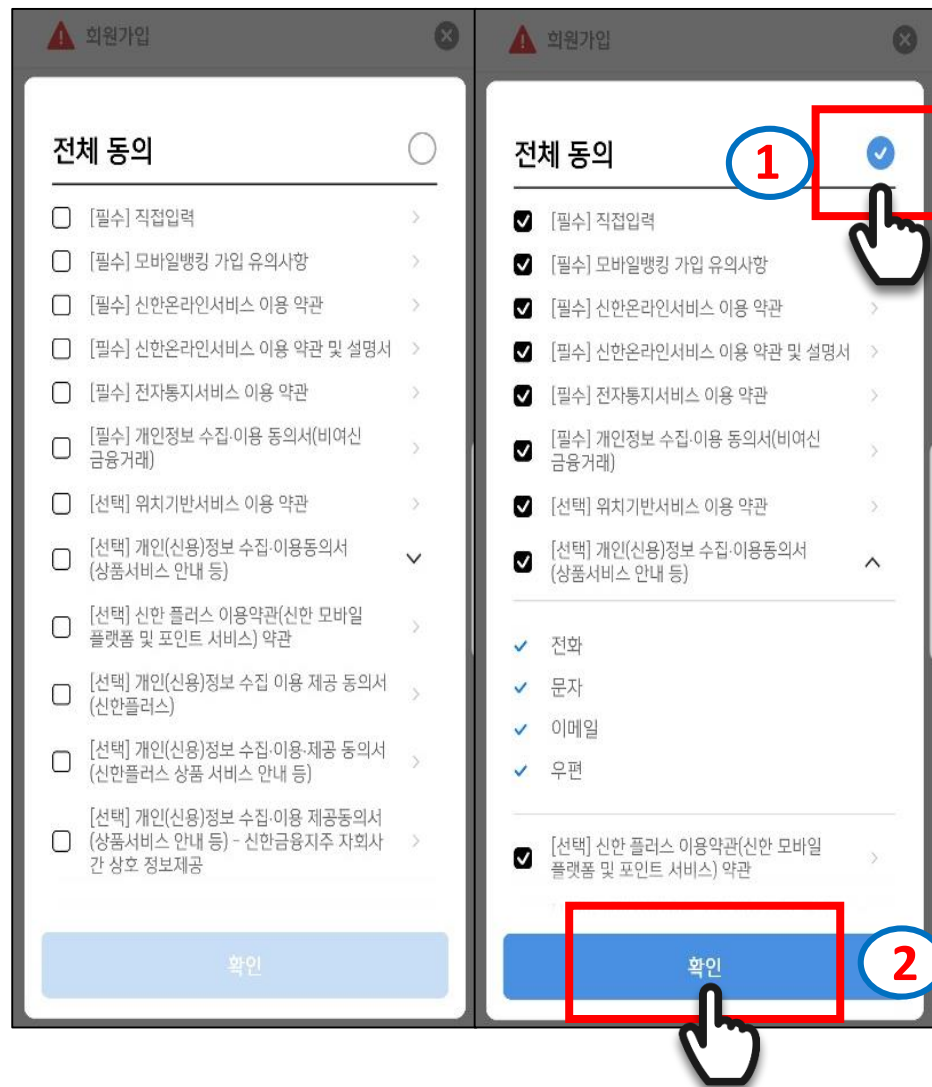 회원가입
전체 동의
[필수] 직접입력
[필수] 모바일뱅킹 가입 유의사항
[필수] 신한온라인서비스 이용 약관
[필수] 신한온라인서비스 이용 약관 및 설명서
[필수] 전자통지서비스 이용 약관
[필수] 개인정보 수집·이용 동의서(비여신
금융거래)
[선택] 위치기반서비스 이용 약관
[선택] 개인(신용)정보 수집·이용동의서
(상품서비스 안내 등)
[선택] 신한 플러스 이용약관(신한 모바일
플랫폼 및 포인트 서비스) 약관
[선택] 개인(신용)정보 수집 이용 제공 동의서
(신한플러스)
[선택] 개인(신용)정보 수집·이용·제공 동의서
(신한플러스 상품 서비스 안내 등)
[선택] 개인(신용)정보 수집·이용 제공동의서
(상품서비스 안내 등) – 신한금융지주 자회사
간 상호 정보제공
확인
회원가입
전체 동의
1
[필수] 직접입력
[필수] 모바일뱅킹 가입 유의사항
[필수] 신한온라인서비스 이용 약관
[필수] 신한온라인서비스 이용 약관 및 설명서
[필수] 전자통지서비스 이용 약관
[필수] 개인정보 수집·이용 동의서(비여신
금융거래)
[선택] 위치기반서비스 이용 약관
[선택] 개인(신용)정보 수집·이용동의서
(상품서비스 안내 등)
전화
문자
이메일
우편
[선택] 신한 플러스 이용약관(신한 모바일
플랫폼 및 포인트 서비스) 약관
확인
2